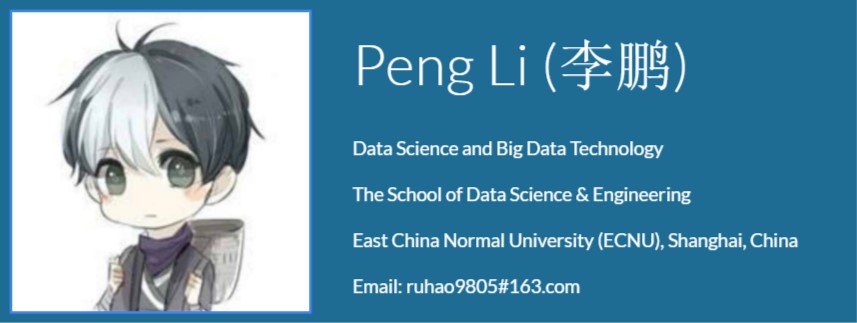 Peng Li (李鹏)
Data Science and Big Data Technology
The School of Data Science & Engineering
East China Normal University (ECNU), Shanghai, China
Email: ruhao9805#163.com